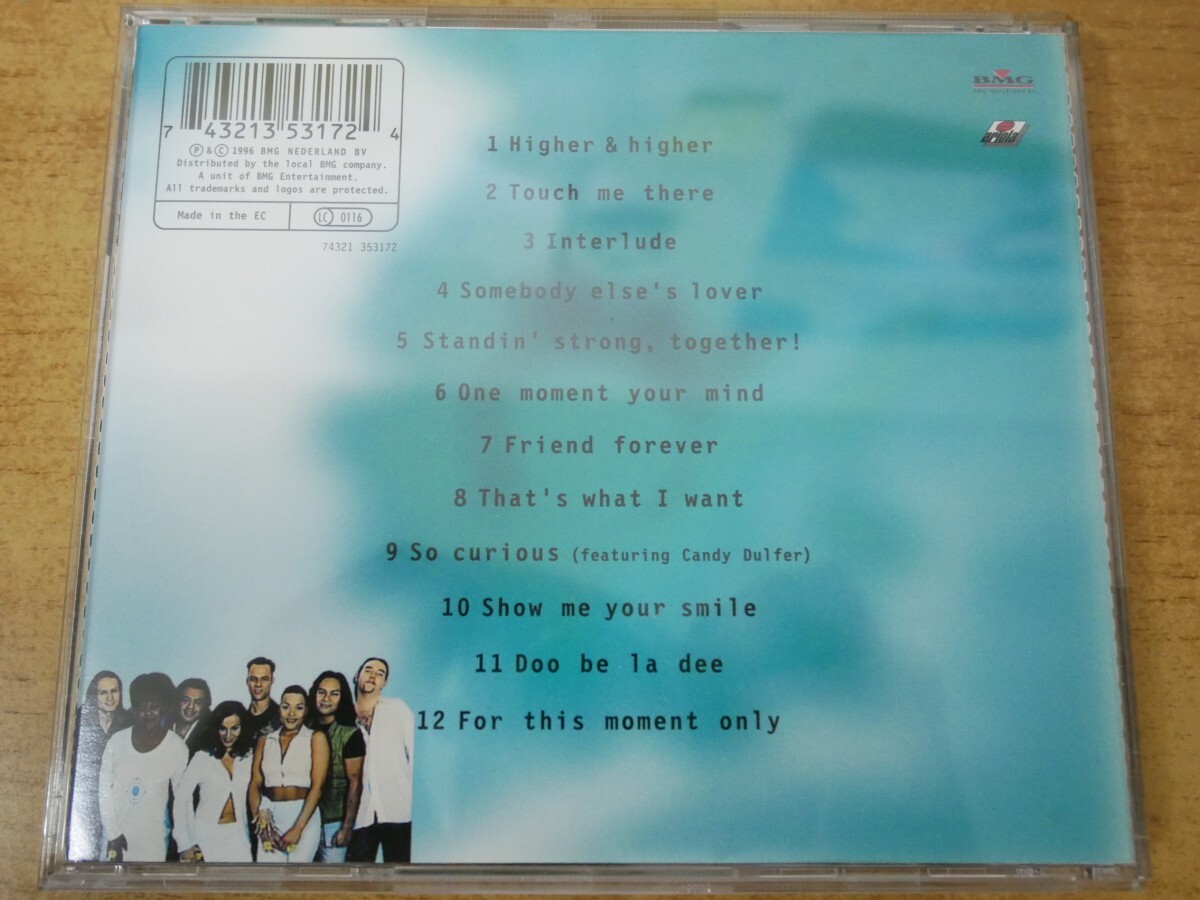 7 43213 53172 4
Ⓟ & Ⓒ 1996 BMG NEDERLAND BV
Distributed by the local BMG company.
A unit of BMG Entertainment.
All trademarks and logos are protected.
Made in the EC
LC 0116
74321 353172
BMG
ariola
1 Higher & higher
2 Touch me there
3 Interlude
4 Somebody else's lover
5 Standin' strong, together!
6 One moment your mind
7 Friend forever
8 That's what I want
9 So curious (featuring Candy Dulfer)
10 Show me your smile
11 Doo be la dee
12 For this moment only